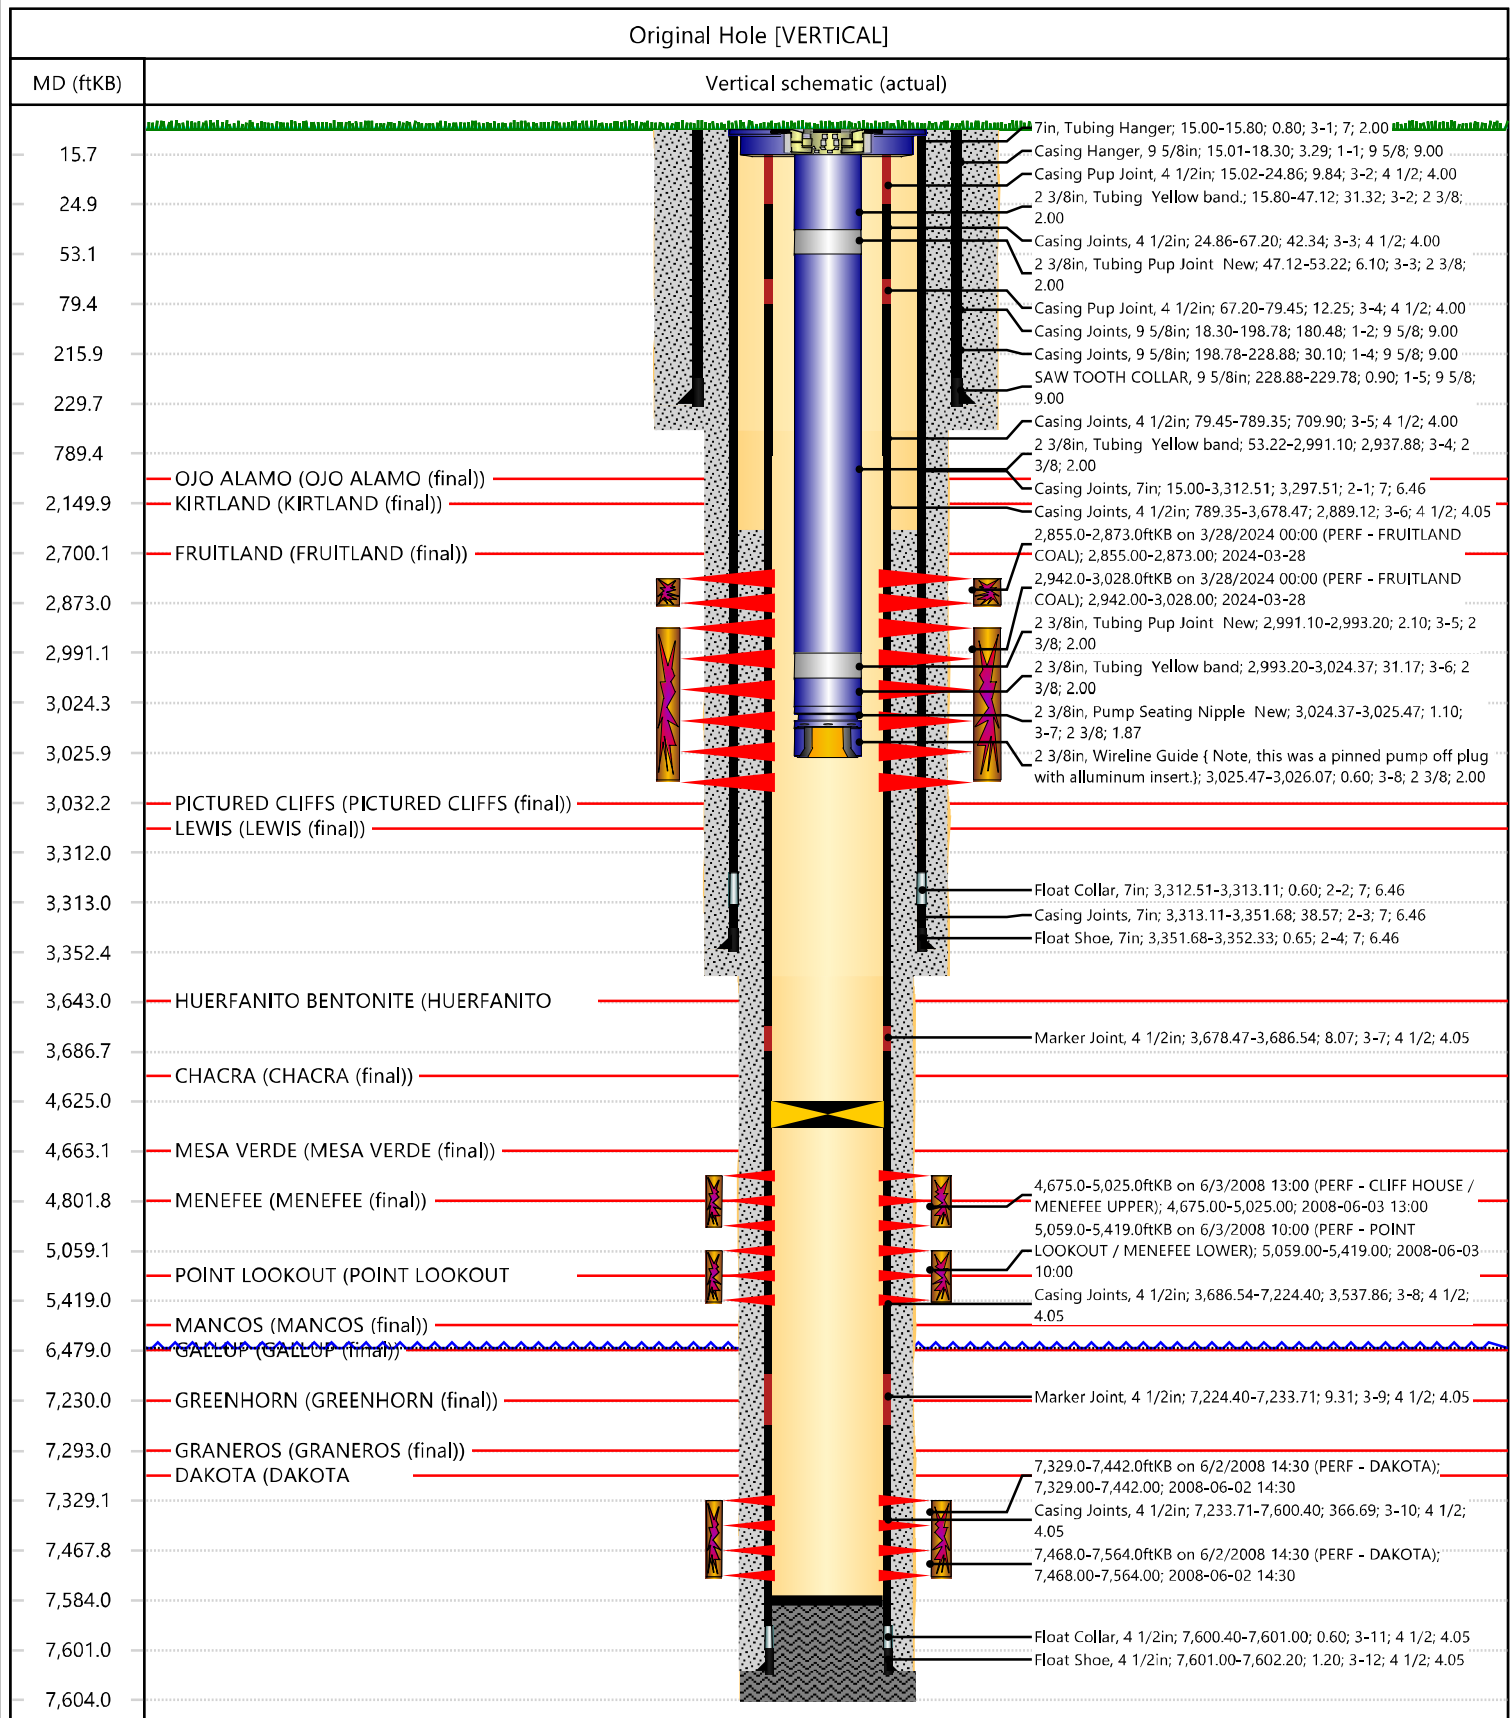 Original Hole [VERTICAL]
MD (ftKB)
Vertical schematic (actual)
15.7
24.9
53.1
79.4
215.9
229.7
789.4
2,149.9
2,700.1
2,873.0
2,991.1
3,024.3
3,025.9
3,032.2
3,312.0
3,313.0
3,352.4
3,643.0
3,686.7
4,625.0
4,663.1
4,801.8
5,059.1
5,419.0
6,479.0
7,230.0
7,293.0
7,329.1
7,467.8
7,584.0
7,601.0
7,604.0
OJO ALAMO (OJO ALAMO (final))
KIRTLAND (KIRTLAND (final))
FRUITLAND (FRUITLAND (final))
PICTURED CLIFFS (PICTURED CLIFFS (final))
LEWIS (LEWIS (final))
HUERFANITO BENTONITE (HUERFANITO
CHACRA (CHACRA (final))
MESA VERDE (MESA VERDE (final))
MENEFEE (MENEFEE (final))
POINT LOOKOUT (POINT LOOKOUT
MANCOS (MANCOS (final))
GALLUP (GALLUP (final))
GREENHORN (GREENHORN (final))
GRANEROS (GRANEROS (final))
DAKOTA (DAKOTA
7in, Tubing Hanger; 15.00-15.80; 0.80; 3-1; 7; 2.00
Casing Hanger, 9 5/8in; 15.01-18.30; 3.29; 1-1; 9 5/8; 9.00
Casing Pup Joint, 4 1/2in; 15.02-24.86; 9.84; 3-2; 4 1/2; 4.00
2 3/8in, Tubing  Yellow band.; 15.80-47.12; 31.32; 3-2; 2 3/8;
2.00
Casing Joints, 4 1/2in; 24.86-67.20; 42.34; 3-3; 4 1/2; 4.00
2 3/8in, Tubing Pup Joint  New; 47.12-53.22; 6.10; 3-3; 2 3/8;
2.00
Casing Pup Joint, 4 1/2in; 67.20-79.45; 12.25; 3-4; 4 1/2; 4.00
Casing Joints, 9 5/8in; 18.30-198.78; 180.48; 1-2; 9 5/8; 9.00
Casing Joints, 9 5/8in; 198.78-228.88; 30.10; 1-4; 9 5/8; 9.00
SAW TOOTH COLLAR, 9 5/8in; 228.88-229.78; 0.90; 1-5; 9 5/8;
9.00
Casing Joints, 4 1/2in; 79.45-789.35; 709.90; 3-5; 4 1/2; 4.00
2 3/8in, Tubing  Yellow band; 53.22-2,991.10; 2,937.88; 3-4; 2
3/8; 2.00
Casing Joints, 7in; 15.00-3,312.51; 3,297.51; 2-1; 7; 6.46
Casing Joints, 4 1/2in; 789.35-3,678.47; 2,889.12; 3-6; 4 1/2; 4.05
2,855.0-2,873.0ftKB on 3/28/2024 00:00 (PERF - FRUITLAND
COAL); 2,855.00-2,873.00; 2024-03-28
2,942.0-3,028.0ftKB on 3/28/2024 00:00 (PERF - FRUITLAND
COAL); 2,942.00-3,028.00; 2024-03-28
2 3/8in, Tubing Pup Joint  New; 2,991.10-2,993.20; 2.10; 3-5; 2
3/8; 2.00
2 3/8in, Tubing  Yellow band; 2,993.20-3,024.37; 31.17; 3-6; 2
3/8; 2.00
2 3/8in, Pump Seating Nipple  New; 3,024.37-3,025.47; 1.10;
3-7; 2 3/8; 1.87
2 3/8in, Wireline Guide { Note, this was a pinned pump off plug
with alluminum insert.}; 3,025.47-3,026.07; 0.60; 3-8; 2 3/8; 2.00
Float Collar, 7in; 3,312.51-3,313.11; 0.60; 2-2; 7; 6.46
Casing Joints, 7in; 3,313.11-3,351.68; 38.57; 2-3; 7; 6.46
Float Shoe, 7in; 3,351.68-3,352.33; 0.65; 2-4; 7; 6.46
Marker Joint, 4 1/2in; 3,678.47-3,686.54; 8.07; 3-7; 4 1/2; 4.05
4,675.0-5,025.0ftKB on 6/3/2008 13:00 (PERF - CLIFF HOUSE /
MENEFEE UPPER); 4,675.00-5,025.00; 2008-06-03 13:00
5,059.0-5,419.0ftKB on 6/3/2008 10:00 (PERF - POINT
LOOKOUT / MENEFEE LOWER); 5,059.00-5,419.00; 2008-06-03
10:00
Casing Joints, 4 1/2in; 3,686.54-7,224.40; 3,537.86; 3-8; 4 1/2;
4.05
Marker Joint, 4 1/2in; 7,224.40-7,233.71; 9.31; 3-9; 4 1/2; 4.05
7,329.0-7,442.0ftKB on 6/2/2008 14:30 (PERF - DAKOTA);
7,329.00-7,442.00; 2008-06-02 14:30
Casing Joints, 4 1/2in; 7,233.71-7,600.40; 366.69; 3-10; 4 1/2;
4.05
7,468.0-7,564.0ftKB on 6/2/2008 14:30 (PERF - DAKOTA);
7,468.00-7,564.00; 2008-06-02 14:30
Float Collar, 4 1/2in; 7,600.40-7,601.00; 0.60; 3-11; 4 1/2; 4.05
Float Shoe, 4 1/2in; 7,601.00-7,602.20; 1.20; 3-12; 4 1/2; 4.05